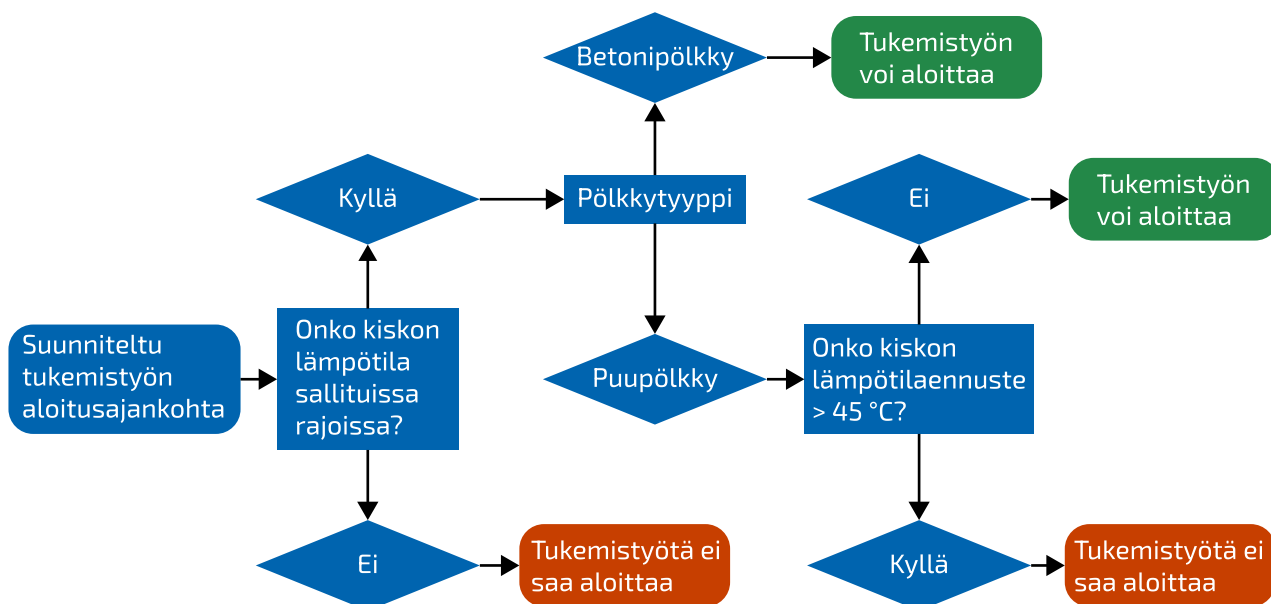 Betonipölkky
Tukemistyön
voi aloittaa
Kyllä
Pölkkytyyppi
Ei
Tukemistyön
voi aloittaa
Suunniteltu
tukemistyön
aloitusajankohta
Onko kiskon
lämpötila
sallituissa
rajoissa?
Puupölkky
Onko kiskon
lämpötilaennuste
> 45 °C?
Ei
Tukemistyötä ei
saa aloittaa
Kyllä
Tukemistyötä ei
saa aloittaa